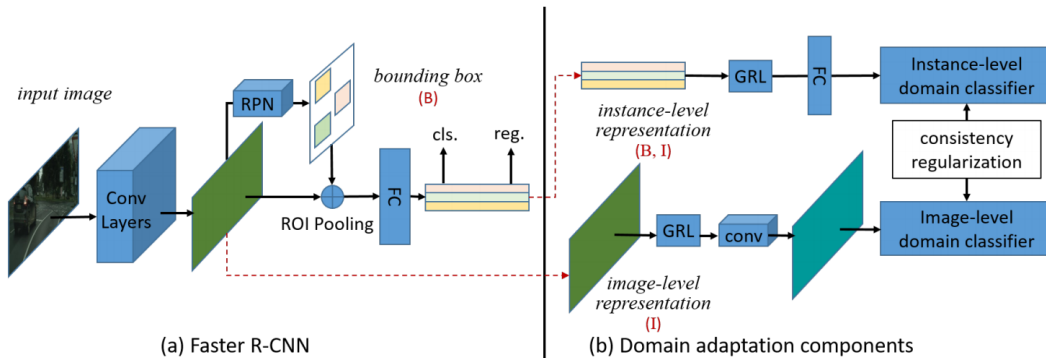 input image
Conv
Layers
RPN
bounding box
(B)
cls.
reg.
ROI Pooling
FC
(a) Faster R-CNN
instance-level
representation
(B, I)
GRL
FC
Instance-level
domain classifier
consistency
regularization
Image-level
domain classifier
GRL
conv
image-level
representation
(I)
(b) Domain adaptation components